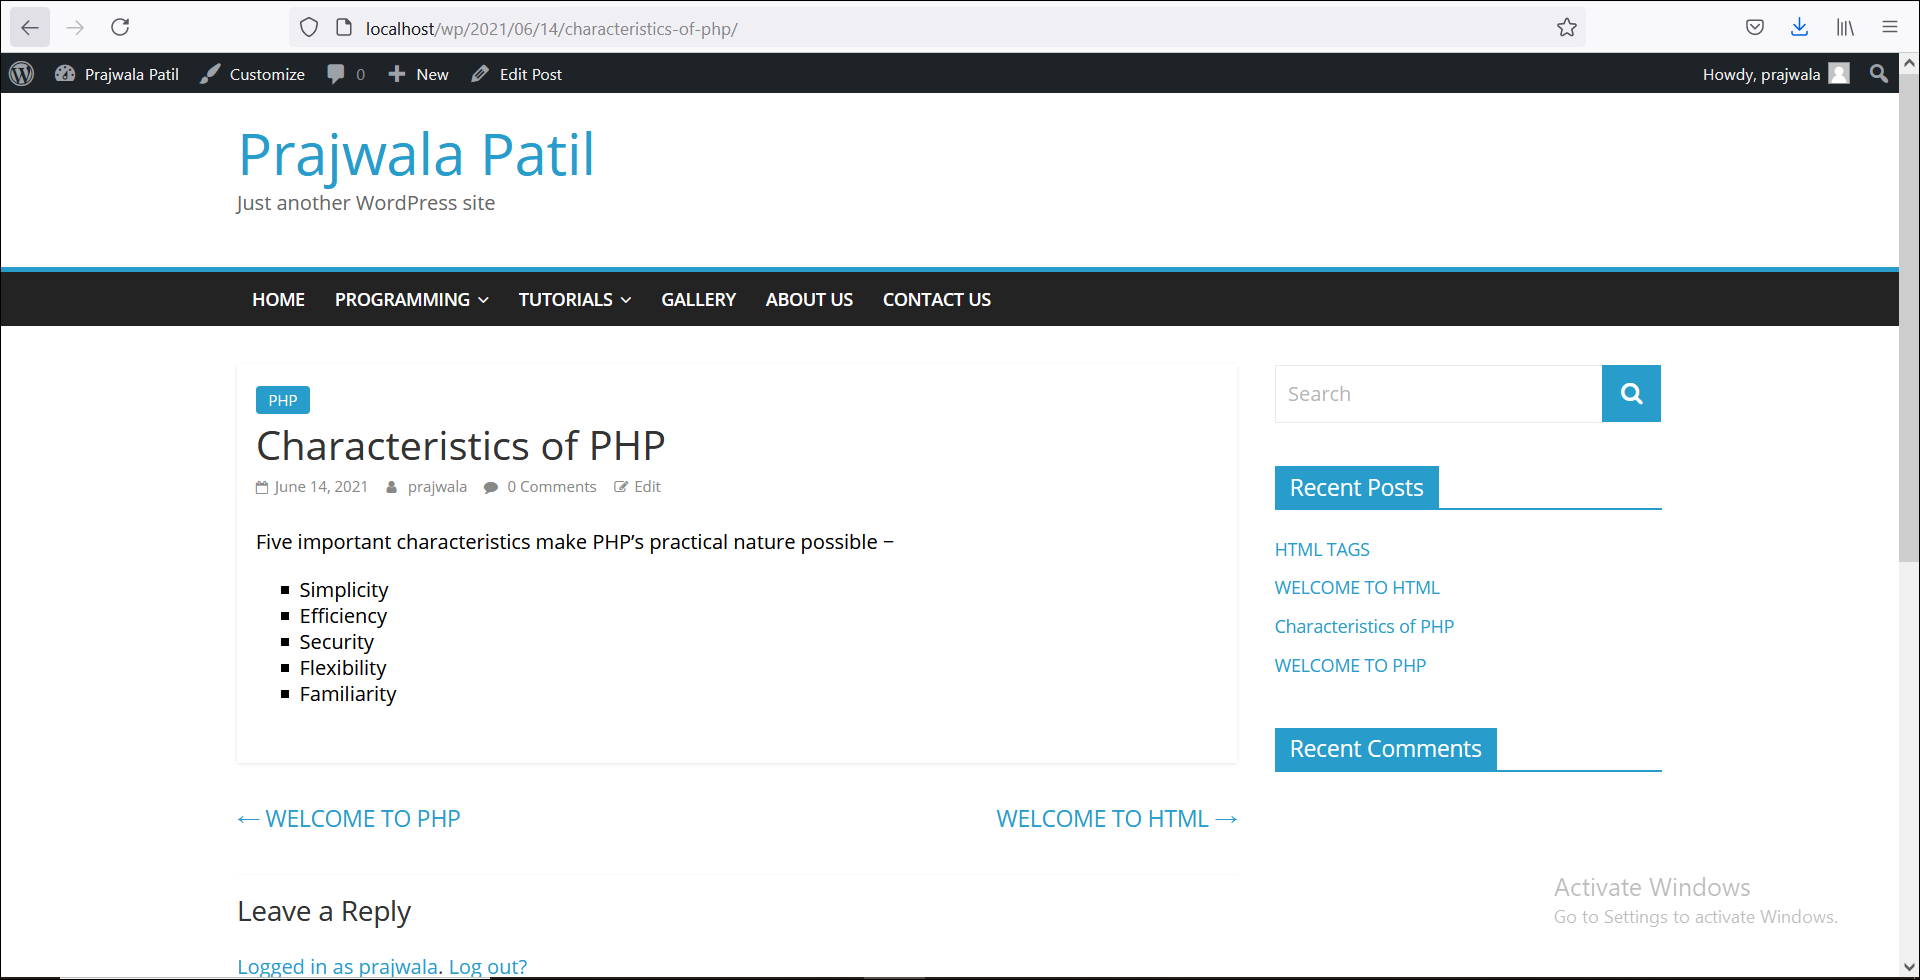 localhost/wp/2021/06/14/characteristics-of-php/
Prajwala Patil Customize 0 New Edit Post Howdy, prajwala
Prajwala Patil
Just another WordPress site
HOME PROGRAMMING TUTORIALS GALLERY ABOUT US CONTACT US
PHP
Characteristics of PHP
June 14, 2021 prajwala 0 Comments Edit
Five important characteristics make PHP’s practical nature possible −
Simplicity
Efficiency
Security
Flexibility
Familiarity
← WELCOME TO PHP
WELCOME TO HTML →
Leave a Reply
Logged in as prajwala. Log out?
Search
Recent Posts
HTML TAGS
WELCOME TO HTML
Characteristics of PHP
WELCOME TO PHP
Recent Comments
Activate Windows
Go to Settings to activate Windows.